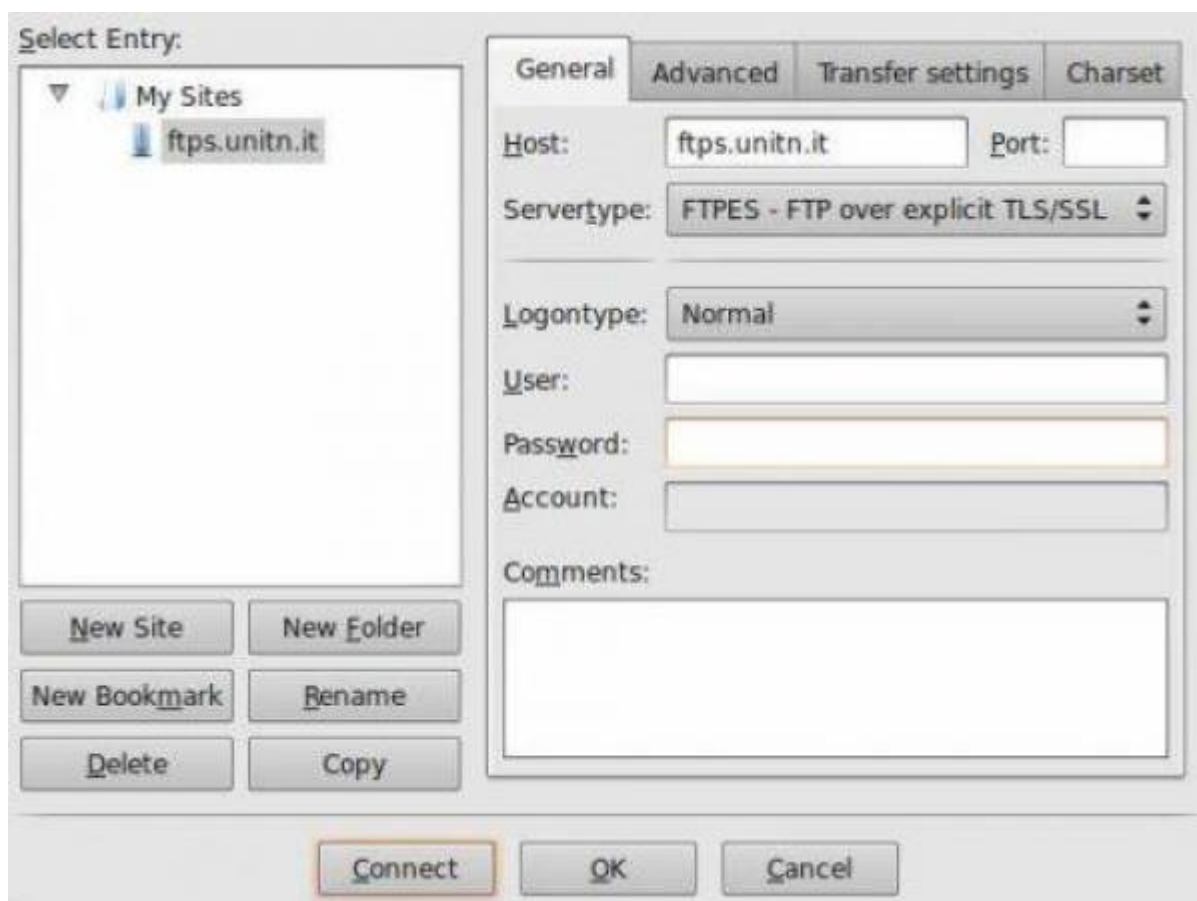 Select Entry:
My Sites
ftps.unitn.it
New Site
New Folder
New Bookmark
Rename
Delete
Copy
General
Advanced
Transfer settings
Charset
Host:
ftps.unitn.it
Port:
Servertype:
FTPES - FTP over explicit TLS/SSL
Logontype:
Normal
User:
Password:
Account:
Comments:
Connect
OK
Cancel